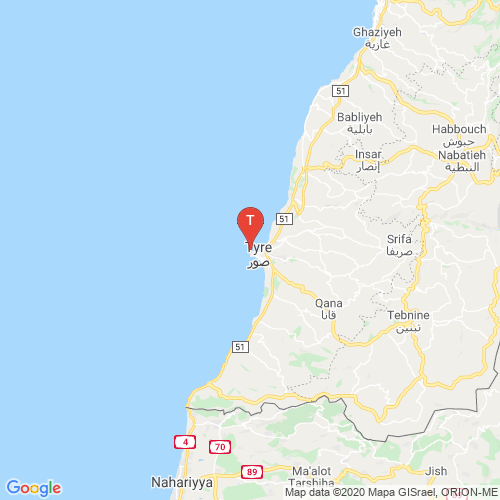 Ghaziyeh
غازية
51
Babliyeh
بابلية
Habbouch
حبوش
Insar
إنصار
Nabatieh
النبطية
T
51
Tyre
صور
Srifa
صريفا
Qana
قانا
Tebnine
تبنين
51
4
70
89
Nahariyya
Ma'alot
Tarshiha
Jish
Google
Map data ©2020 Mapa GISrael, ORION-ME